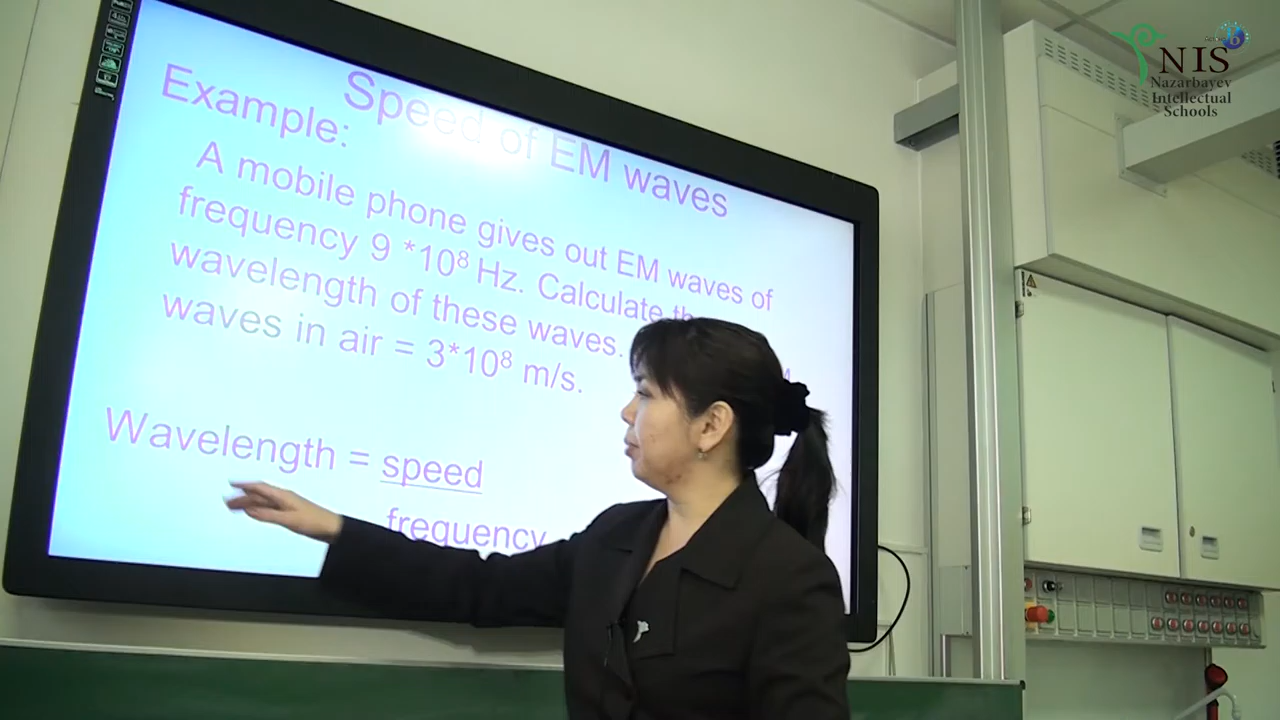 Speed of EM waves
Example:
A mobile phone gives out EM waves of
frequency 9 *10⁸ Hz. Calculate the
wavelength of these waves.
waves in air = 3*10⁸ m/s.
Wavelength = speed
frequency
NIS
Nazarbayev
Intellectual
Schools